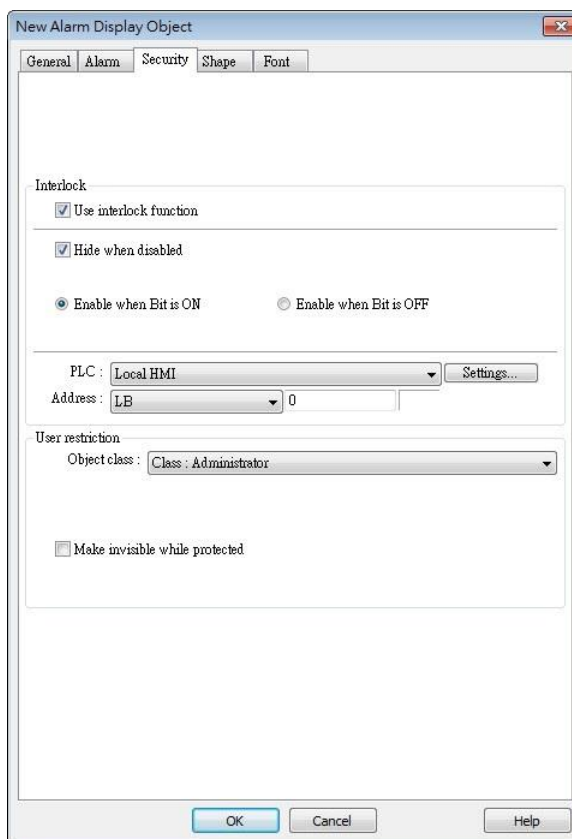 New Alarm Display Object
General Alarm Security Shape Font
Interlock
Use interlock function
Hide when disabled
Enable when Bit is ON Enable when Bit is OFF
PLC : Local HMI Settings...
Address : LB 0
User restriction
Object class : Class : Administrator
Make invisible while protected
OK Cancel Help